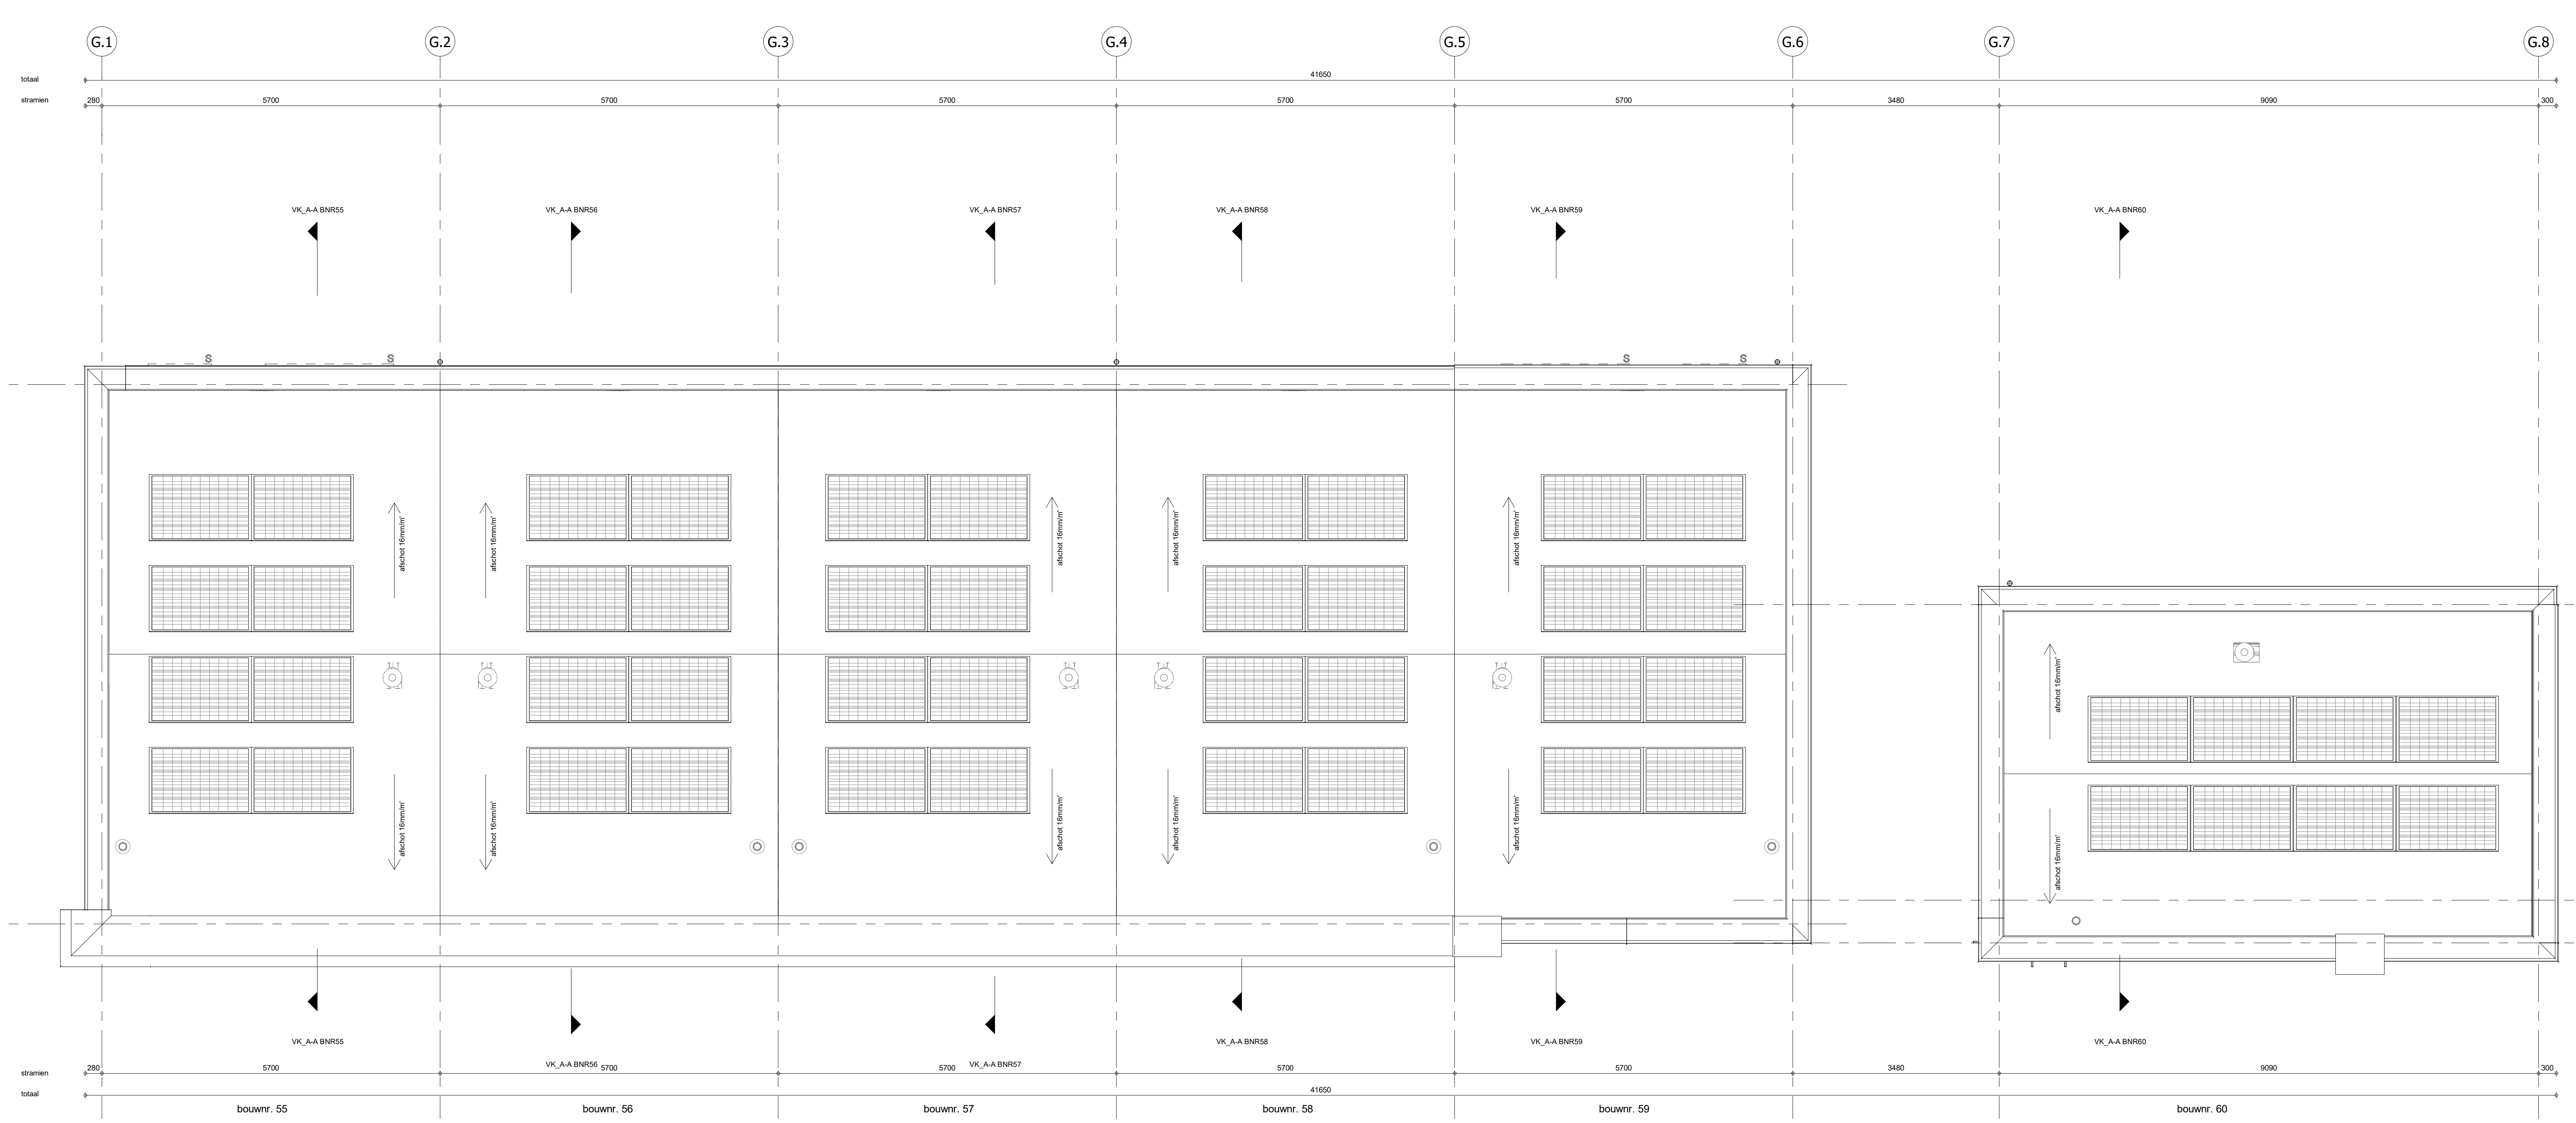 G.1 G.2 G.3 G.4 G.5 G.6 G.7 G.8
totaal 41650
stramien 280 5700 5700 5700 5700 5700 3480 9090 300
VK_A-A BNR55 VK_A-A BNR56 VK_A-A BNR57 VK_A-A BNR58 VK_A-A BNR59 VK_A-A BNR60
S S S S
afschot 16mm/m'
afschot 16mm/m'
afschot 16mm/m'
afschot 16mm/m'
afschot 16mm/m'
afschot 16mm/m'
afschot 16mm/m'
afschot 16mm/m'
afschot 16mm/m'
afschot 16mm/m'
afschot 16mm/m'
afschot 16mm/m'
VK_A-A BNR55 VK_A-A BNR58 VK_A-A BNR59 VK_A-A BNR60
VK_A-A BNR56 VK_A-A BNR57
stramien 280 5700 5700 5700 5700 5700 3480 9090 300
totaal 41650
bouwnr. 55 bouwnr. 56 bouwnr. 57 bouwnr. 58 bouwnr. 59 bouwnr. 60